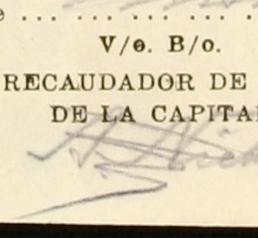 V/o. B/o.
RECAUDADOR DE
DE LA CAPITA